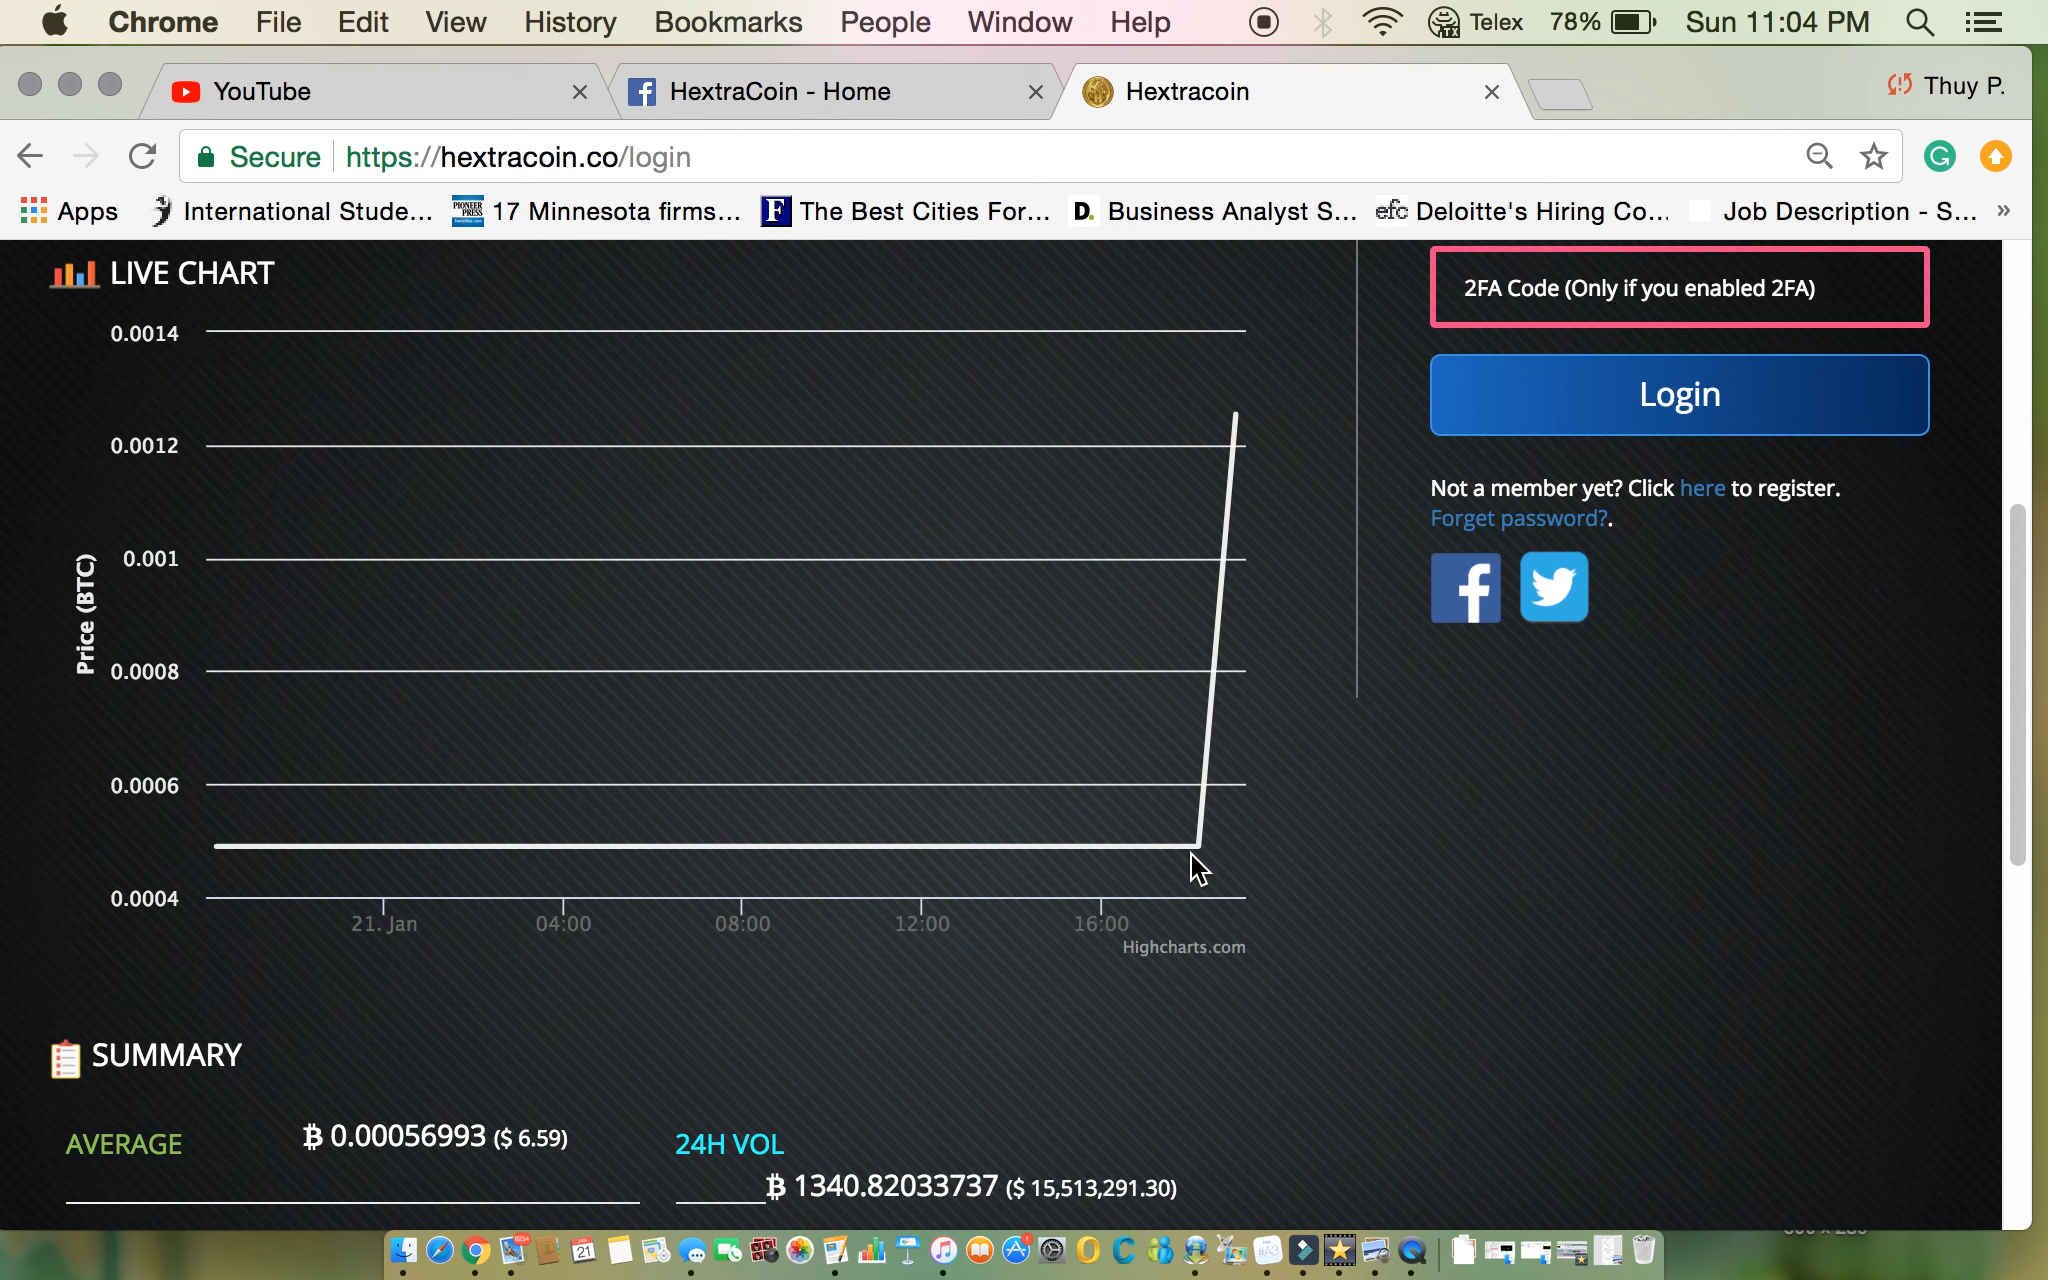 Chrome File Edit View History Bookmarks People Window Help Telex 78% Sun 11:04 PM
YouTube
HextraCoin - Home
Hextracoin
Thuy P.
Secure https://hextracoin.co/login
Apps
International Stude...
PIONEER PRESS
17 Minnesota firms...
F
The Best Cities For...
D.
Business Analyst S...
efc
Deloitte's Hiring Co...
Job Description - S...
»
LIVE CHART
0.0014
0.0012
0.001
0.0008
0.0006
0.0004
Price (BTC)
21. Jan
04:00
08:00
12:00
16:00
Highcharts.com
2FA Code (Only if you enabled 2FA)
Login
Not a member yet? Click here to register.
Forget password?.
SUMMARY
AVERAGE
₿ 0.00056993 ($ 6.59)
24H VOL
₿ 1340.82033737 ($ 15,513,291.30)